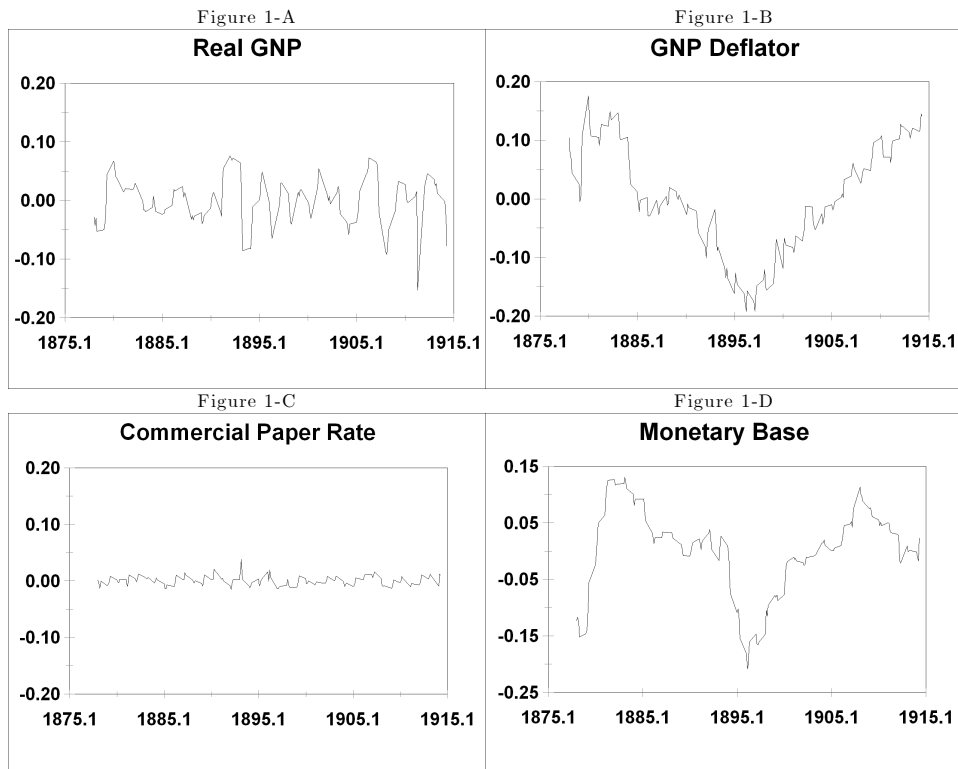 Figure 1-A
Real GNP
0.20
0.10
0.00
-0.10
-0.20
1875.1 1885.1 1895.1 1905.1 1915.1
Figure 1-B
GNP Deflator
0.20
0.10
0.00
-0.10
-0.20
1875.1 1885.1 1895.1 1905.1 1915.1
Figure 1-C
Commercial Paper Rate
0.20
0.10
0.00
-0.10
-0.20
1875.1 1885.1 1895.1 1905.1 1915.1
Figure 1-D
Monetary Base
0.15
0.05
-0.05
-0.15
-0.25
1875.1 1885.1 1895.1 1905.1 1915.1